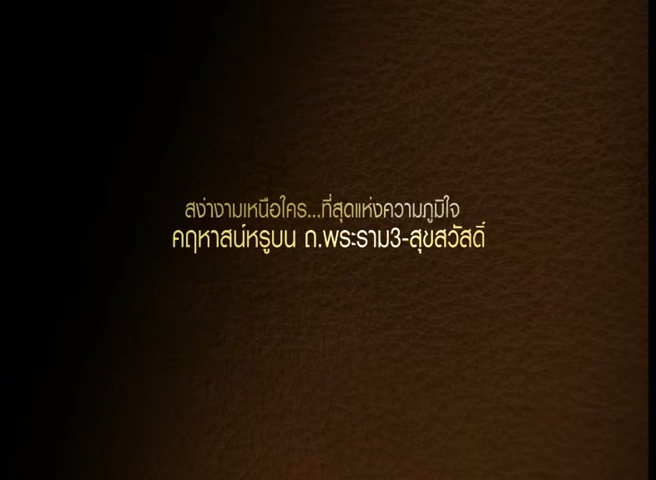 สง่างามเหนือใคร...ที่สุดแห่งความภูมิใจ
คฤหาสน์หรูบน ถ.พระราม3-สุขสวัสดิ์